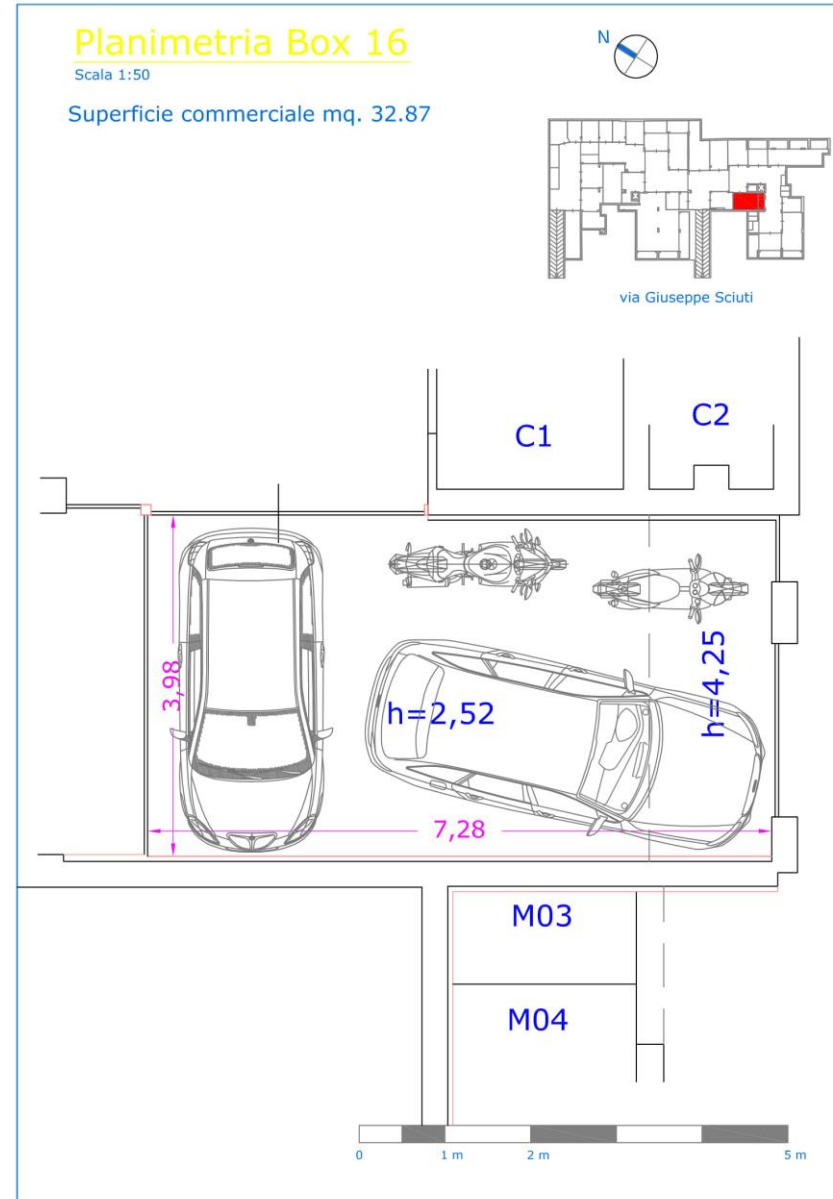 Planimetria Box 16
Scala 1:50
Superficie commerciale mq. 32.87
N
via Giuseppe Sciuti
C1
C2
3,98
h=2,52
h=4,25
7,28
M03
M04
0
1 m
2 m
5 m